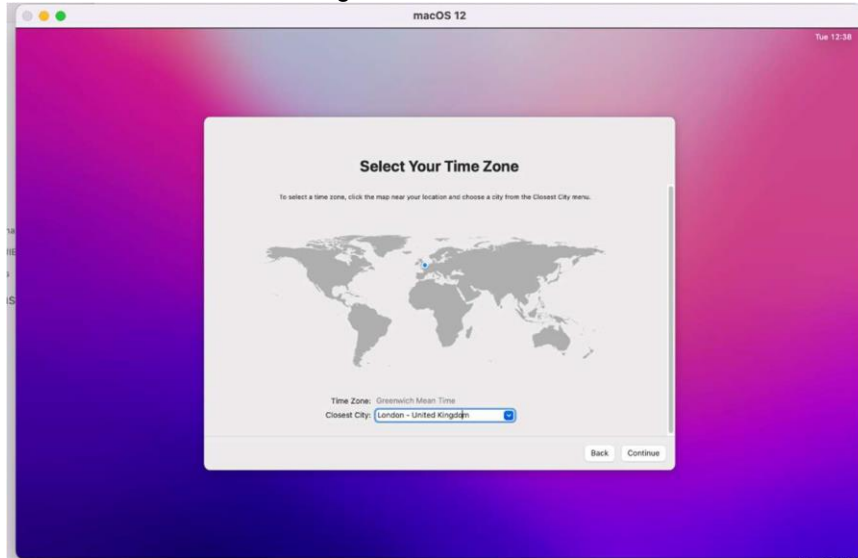 macOS 12
Tue 12:38
Select Your Time Zone
To select a time zone, click the map near your location and choose a city from the Closest City menu.
Time Zone: Greenwich Mean Time
Closest City: London - United Kingdom
Back Continue